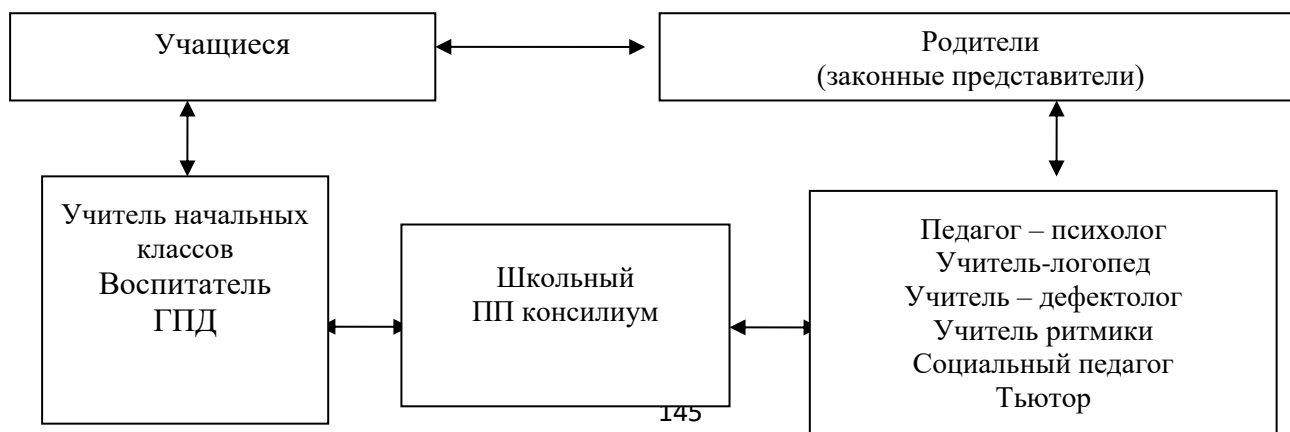 Учащиеся
Родители
(законные представители)
Учитель начальных
классов
Воспитатель
ГПД
Школьный
ПП консилиум
Педагог – психолог
Учитель-логопед
Учитель – дефектолог
Учитель ритмики
Социальный педагог
Тьютор
145